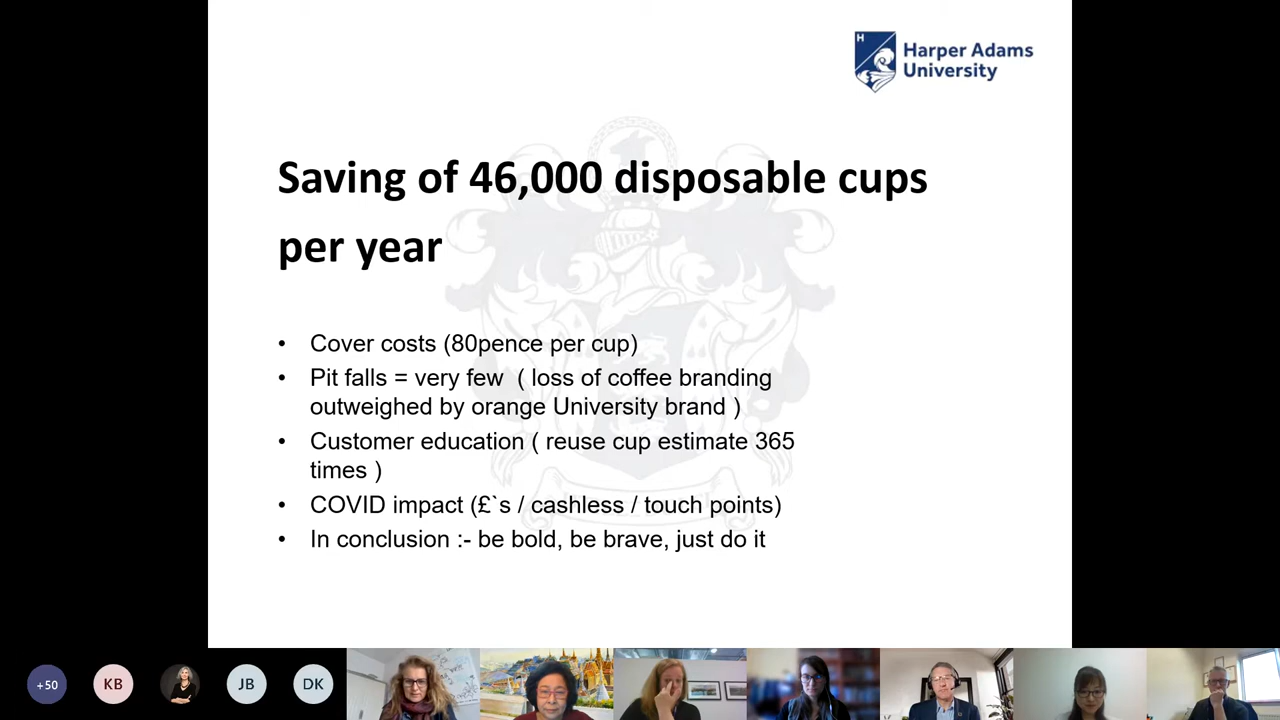 H
Harper Adams
University
Saving of 46,000 disposable cups
per year
• Cover costs (80pence per cup)
• Pit falls = very few  ( loss of coffee branding
outweighed by orange University brand )
• Customer education ( reuse cup estimate 365
times )
• COVID impact (£`s / cashless / touch points)
• In conclusion :- be bold, be brave, just do it
+50 KB JB DK